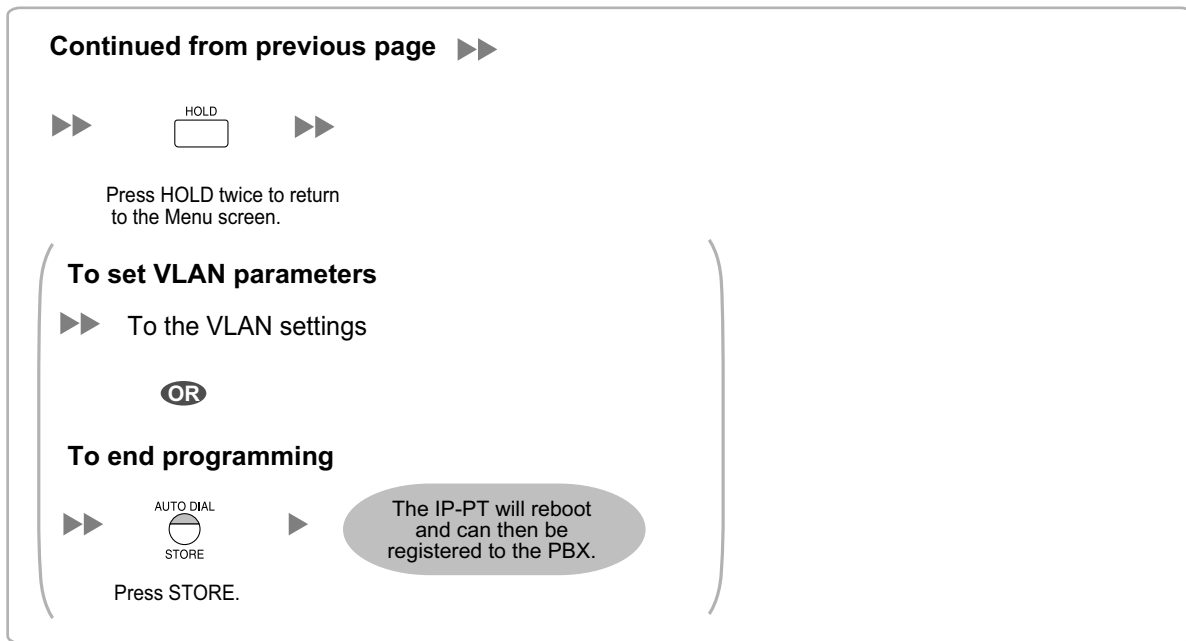 Continued from previous page
HOLD
Press HOLD twice to return
to the Menu screen.
To set VLAN parameters
To the VLAN settings
OR
To end programming
AUTO DIAL
STORE
Press STORE.
The IP-PT will reboot
and can then be
registered to the PBX.